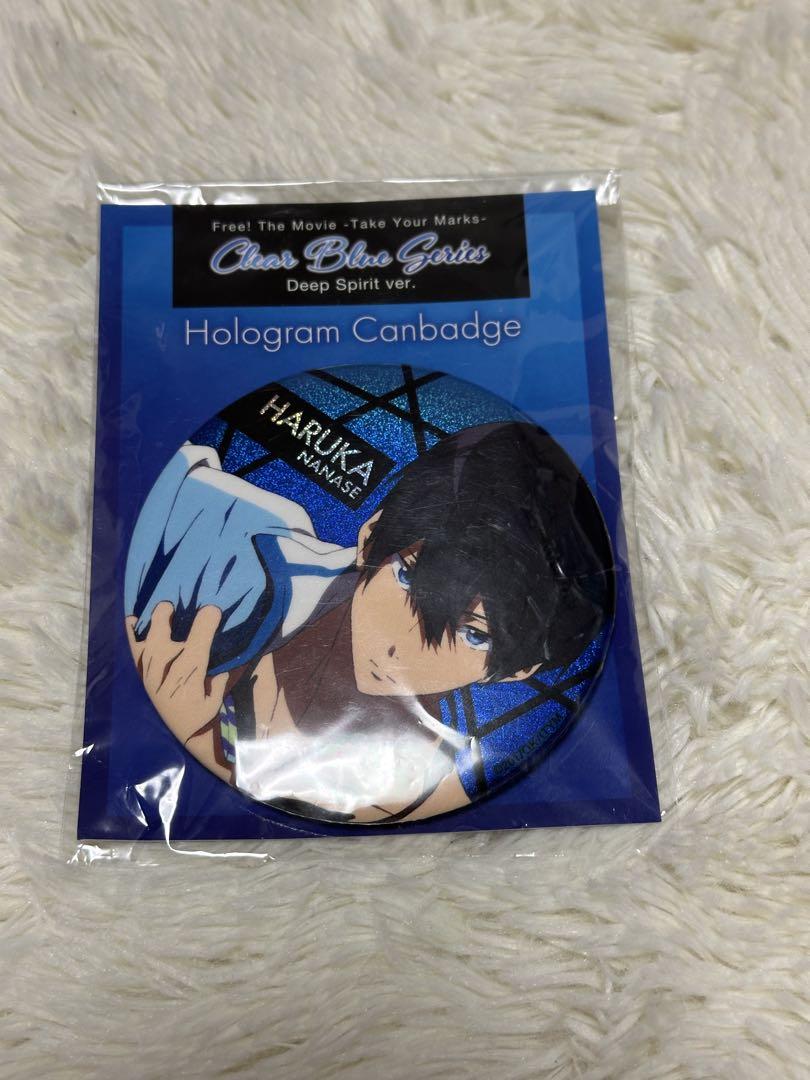 Free! The Movie -Take Your Marks-
Clear Blue Series
Deep Spirit ver.
Hologram Canbadge
HARUKA
NANASE